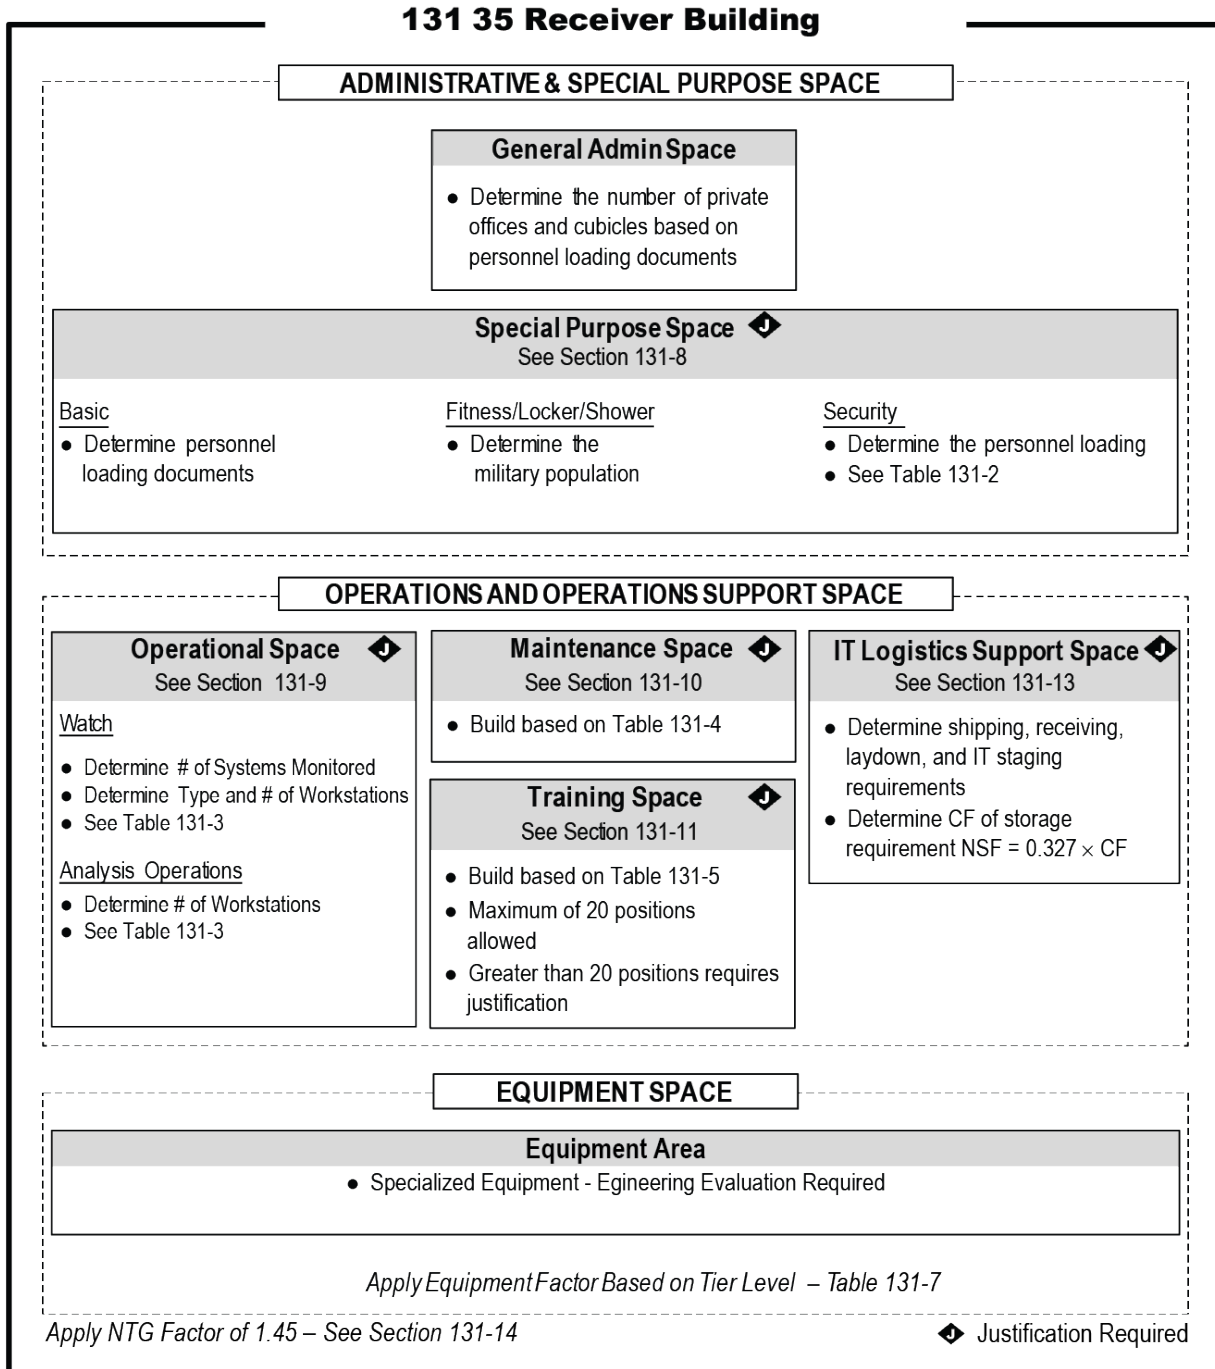 131 35 Receiver Building
ADMINISTRATIVE & SPECIAL PURPOSE SPACE
General Admin Space
● Determine the number of private
offices and cubicles based on
personnel loading documents
Special Purpose Space J
See Section 131-8
Basic
● Determine personnel
loading documents
Fitness/Locker/Shower
● Determine the
military population
Security
● Determine the personnel loading
● See Table 131-2
OPERATIONS AND OPERATIONS SUPPORT SPACE
Operational Space J
See Section 131-9
Watch
● Determine # of Systems Monitored
● Determine Type and # of Workstations
● See Table 131-3
Analysis Operations
● Determine # of Workstations
● See Table 131-3
Maintenance Space J
See Section 131-10
● Build based on Table 131-4
Training Space J
See Section 131-11
● Build based on Table 131-5
● Maximum of 20 positions
allowed
● Greater than 20 positions requires
justification
IT Logistics Support Space J
See Section 131-13
● Determine shipping, receiving,
laydown, and IT staging
requirements
● Determine CF of storage
requirement NSF = 0.327 × CF
EQUIPMENT SPACE
Equipment Area
● Specialized Equipment - Egineering Evaluation Required
Apply Equipment Factor Based on Tier Level – Table 131-7
Apply NTG Factor of 1.45 – See Section 131-14
J Justification Required